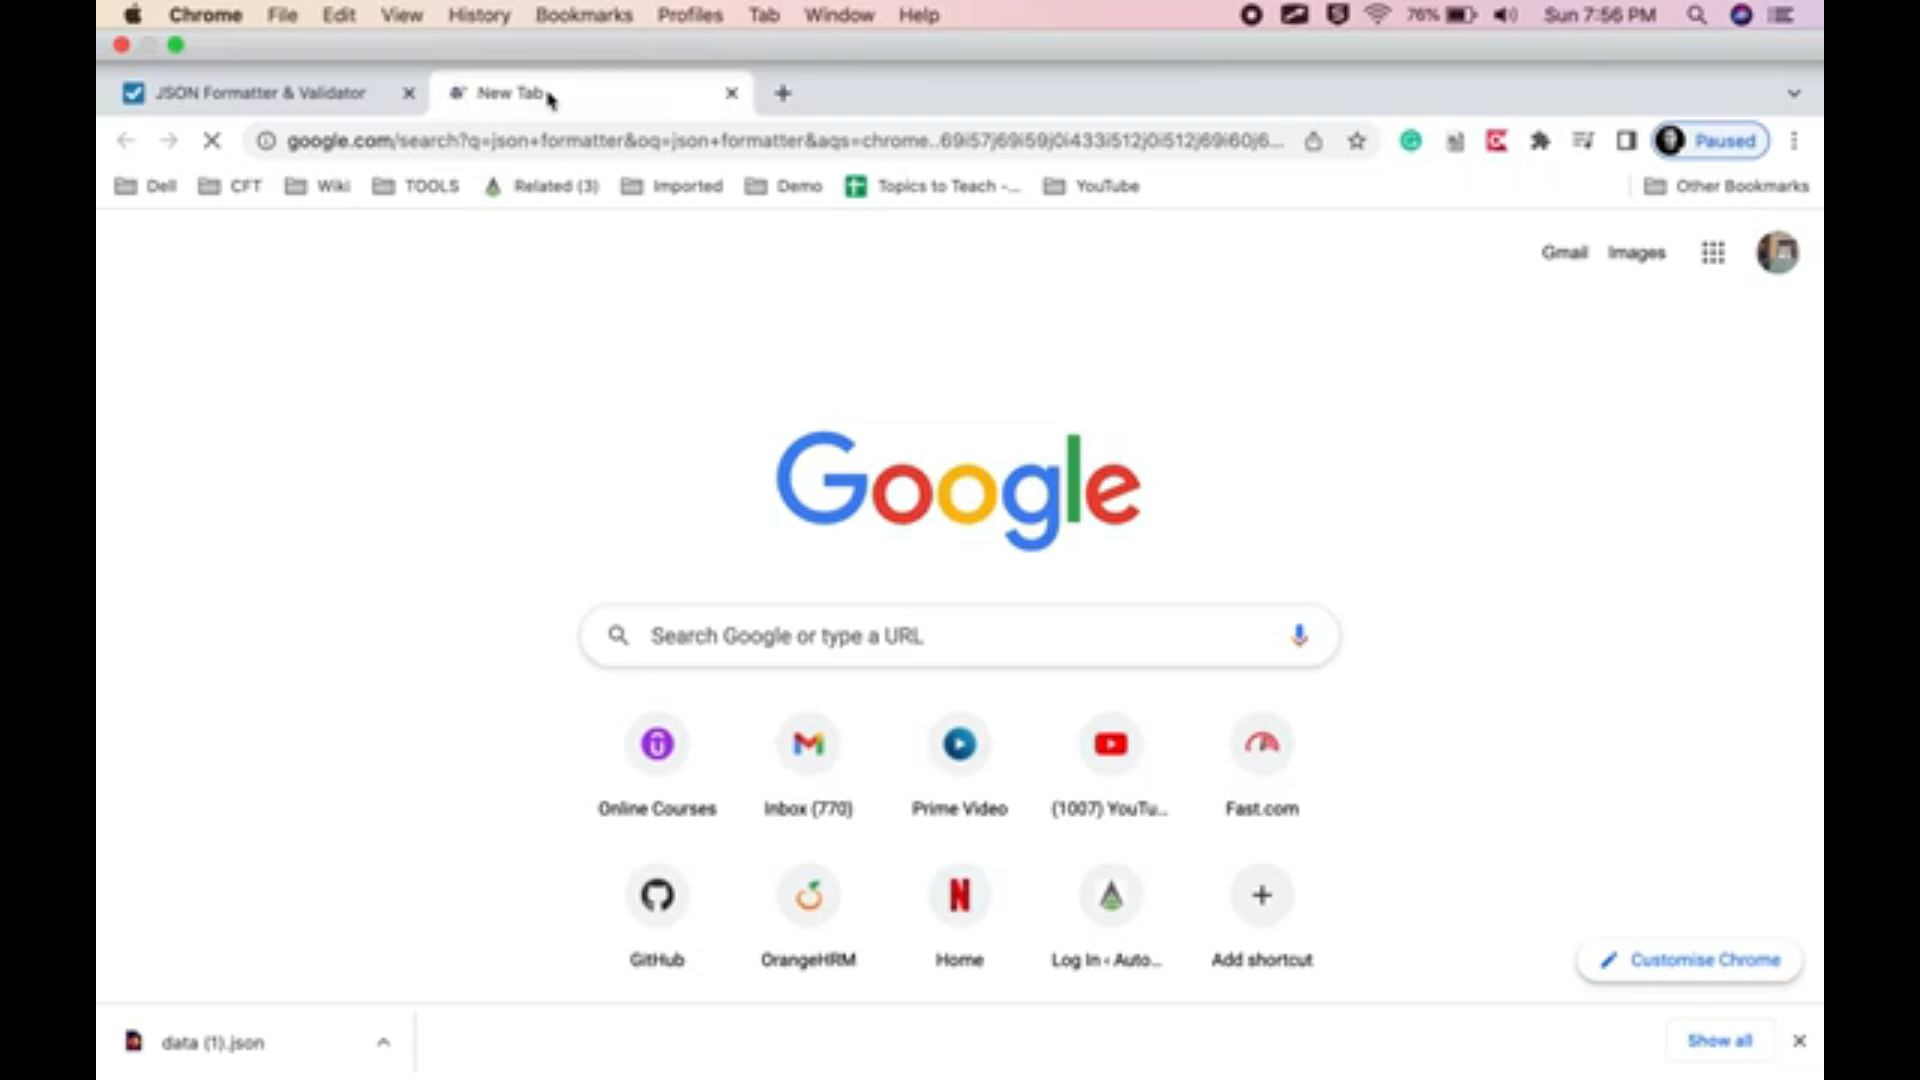 Chrome File Edit View History Bookmarks Profiles Tab Window Help 76% Sun 7:56 PM
JSON Formatter & Validator New Tab
google.com/search?q=json+formatter&oq=json+formatter&aqs=chrome..69i57j69i59j0i433i512j0i512j69i60j6... Paused
Dell CFT Wiki TOOLS Related (3) Imported Demo Topics to Teach -... YouTube Other Bookmarks
Gmail Images
Google
Search Google or type a URL
Online Courses Inbox (770) Prime Video (1007) YouTu... Fast.com
GitHub OrangeHRM Home Log In ‹ Auto... Add shortcut
Customise Chrome
data (1).json Show all